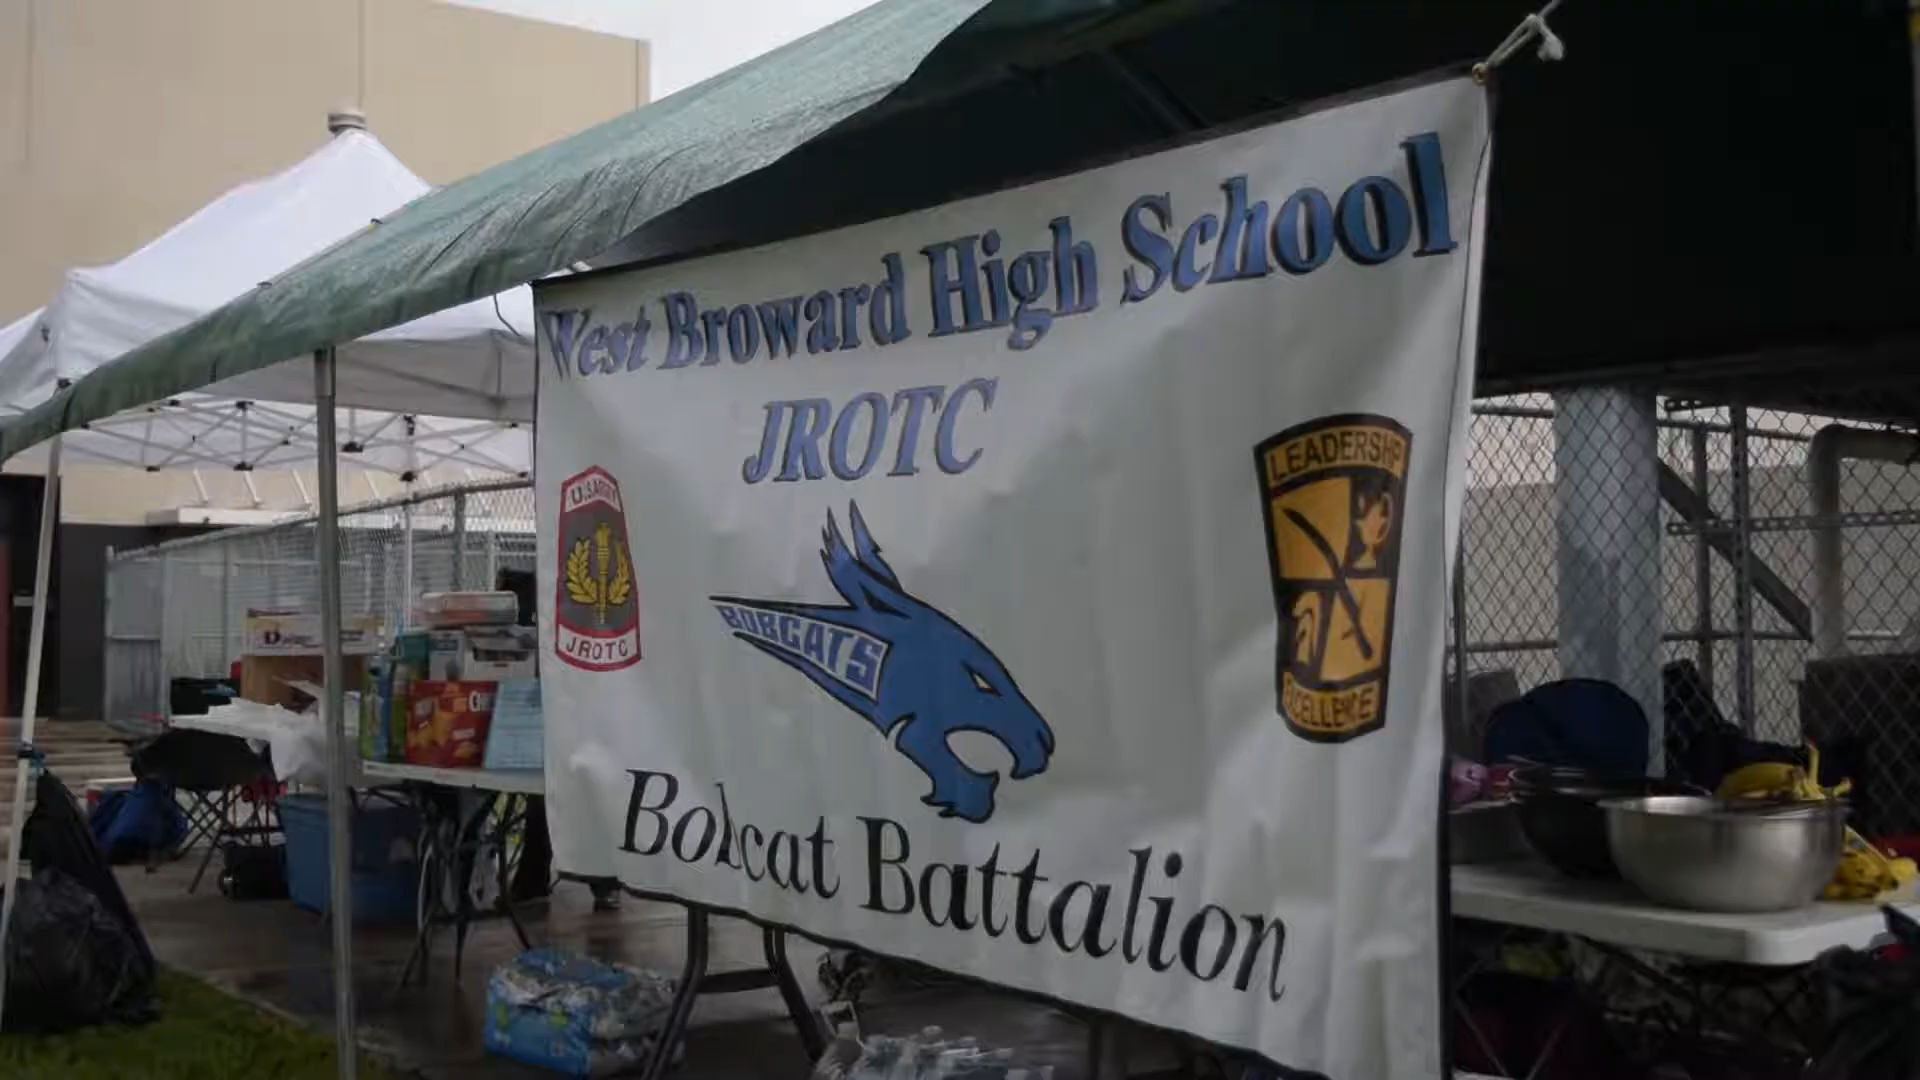 West Broward High School
JROTC
U.S. ARMY
JROTC
BOBCATS
LEADERSHIP
EXCELLENCE
Bobcat Battalion